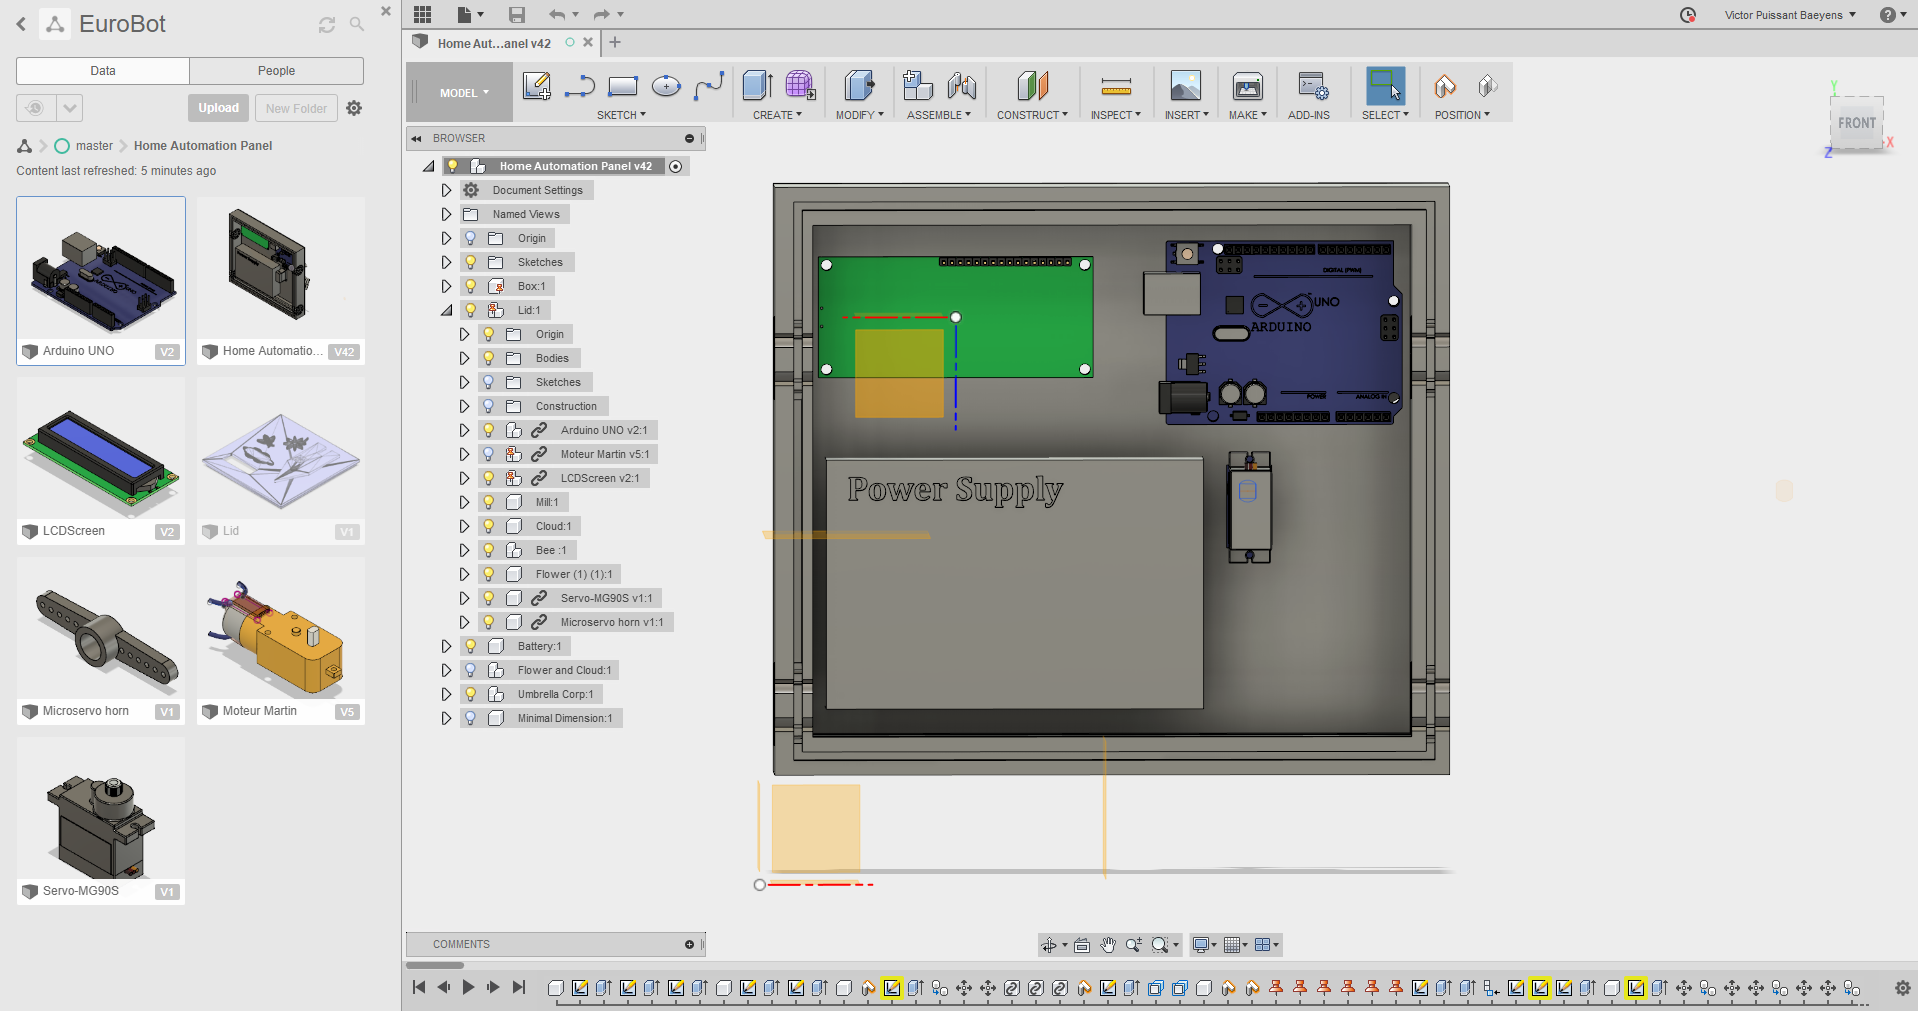 EuroBot
Data
People
Upload
New Folder
master
Home Automation Panel
Content last refreshed: 5 minutes ago
Arduino UNO
V2
Home Automatio...
V42
LCDScreen
V2
Lid
V1
Microservo horn
V1
Moteur Martin
V5
Servo-MG90S
V1
Victor Puissant Baeyens
Home Aut...anel v42
MODEL
SKETCH
CREATE
MODIFY
ASSEMBLE
CONSTRUCT
INSPECT
INSERT
MAKE
ADD-INS
SELECT
POSITION
BROWSER
Home Automation Panel v42
Document Settings
Named Views
Origin
Sketches
Box:1
Lid:1
Origin
Bodies
Sketches
Construction
Arduino UNO v2:1
Moteur Martin v5:1
LCDScreen v2:1
Mill:1
Cloud:1
Bee :1
Flower (1) (1):1
Servo-MG90S v1:1
Microservo horn v1:1
Battery:1
Flower and Cloud:1
Umbrella Corp:1
Minimal Dimension:1
Y
FRONT
X
Z
DIGITAL (PWM)
UNO
ARDUINO
POWER
ANALOG IN
Power Supply
COMMENTS